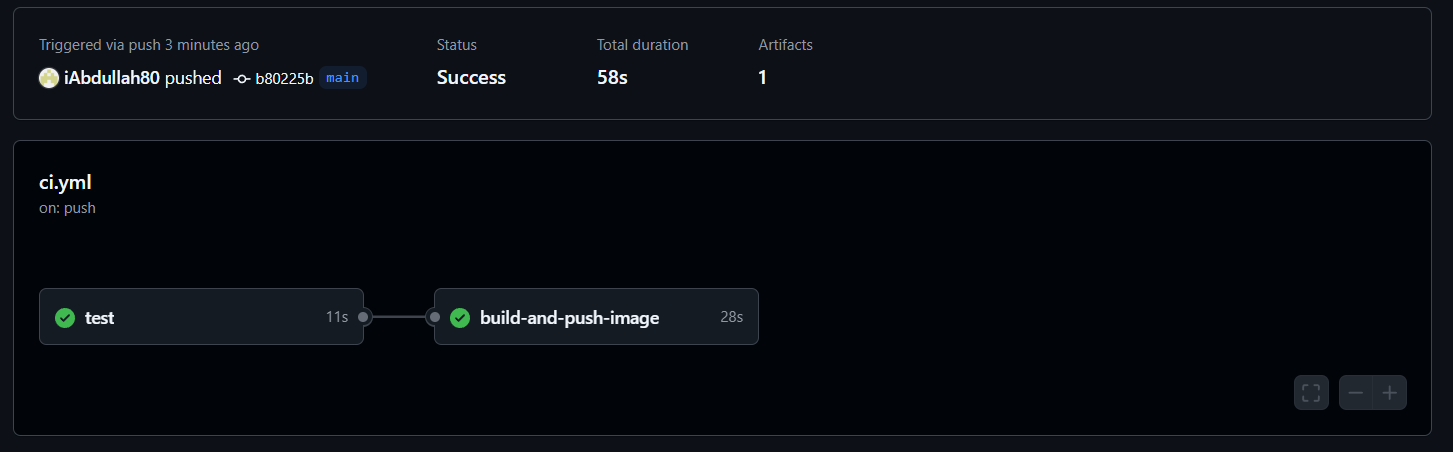 Triggered via push 3 minutes ago
iAbdullah80 pushed b80225b main
Status
Success
Total duration
58s
Artifacts
1
ci.yml
on: push
test 11s
build-and-push-image 28s